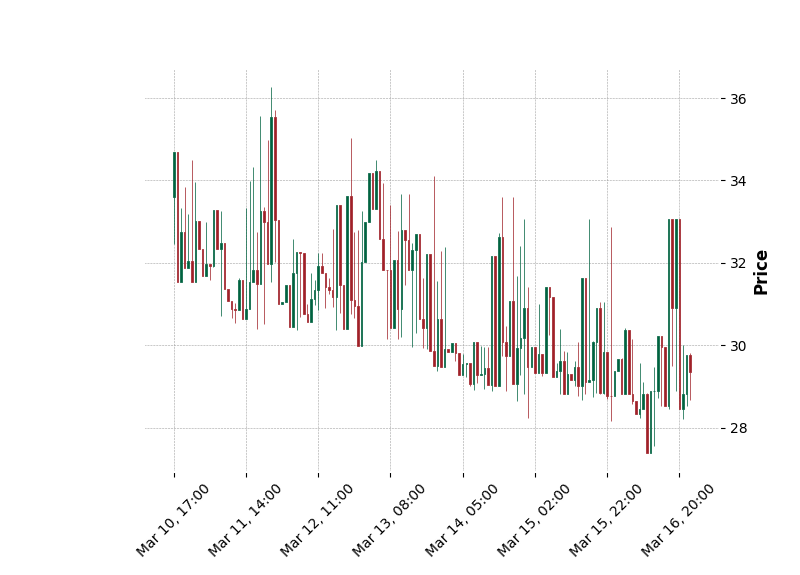 36
34
32
30
28
Price
Mar 10, 17:00
Mar 11, 14:00
Mar 12, 11:00
Mar 13, 08:00
Mar 14, 05:00
Mar 15, 02:00
Mar 15, 22:00
Mar 16, 20:00